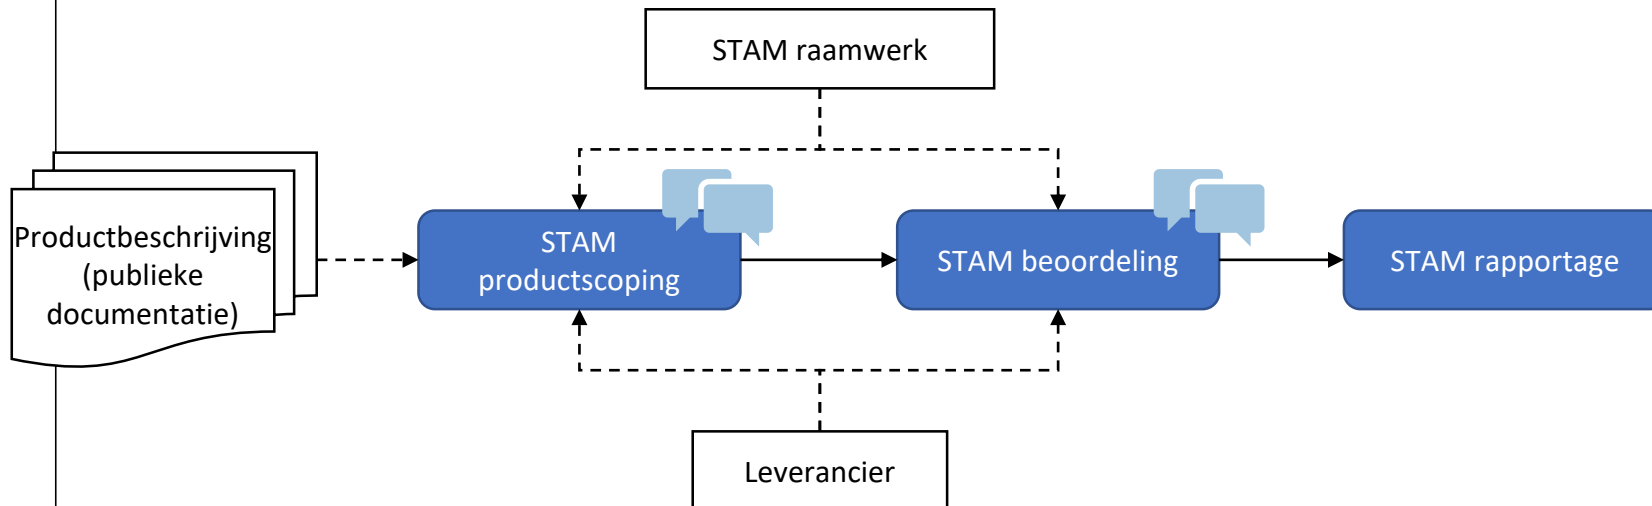 STAM raamwerk
Productbeschrijving
(publieke
documentatie)
STAM
productscoping
STAM beoordeling
STAM rapportage
Leverancier